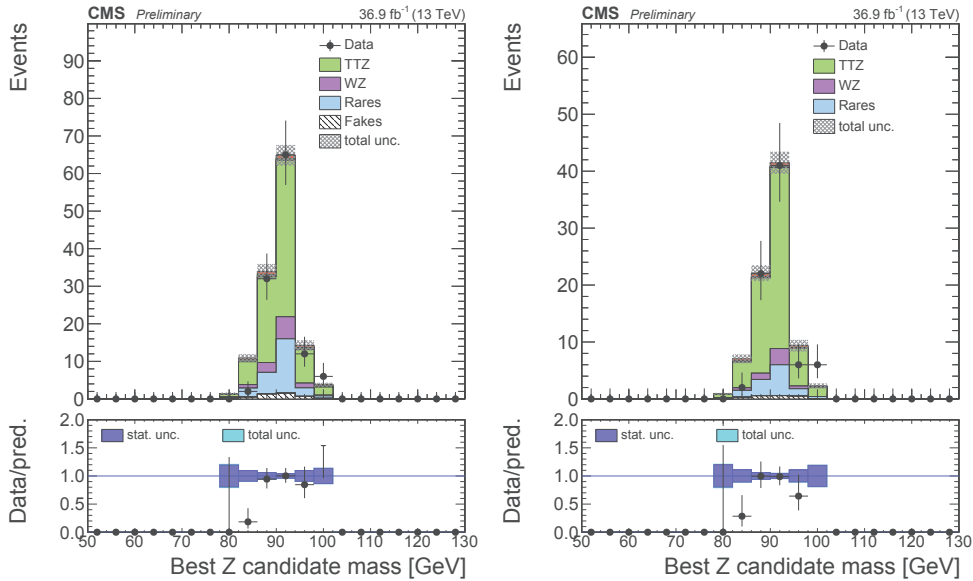 CMS Preliminary 36.9 fb⁻¹ (13 TeV)
Events
90
80
70
60
50
40
30
20
10
0
Data
TTZ
WZ
Rares
Fakes
total unc.
Data/pred.
2.0
1.5
1.0
0.5
0.0
stat. unc. total unc.
50 60 70 80 90 100 110 120 130
Best Z candidate mass [GeV]
CMS Preliminary 36.9 fb⁻¹ (13 TeV)
Events
60
50
40
30
20
10
0
Data
TTZ
WZ
Rares
Fakes
total unc.
Data/pred.
2.0
1.5
1.0
0.5
0.0
stat. unc. total unc.
50 60 70 80 90 100 110 120 130
Best Z candidate mass [GeV]